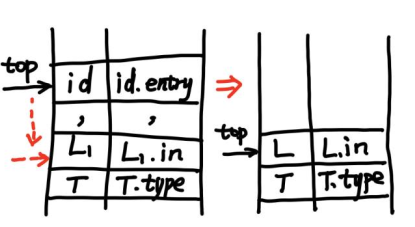 top
id id.entry
, ,
L₁ L₁.in
T T.type
top
L L.in
T T.type